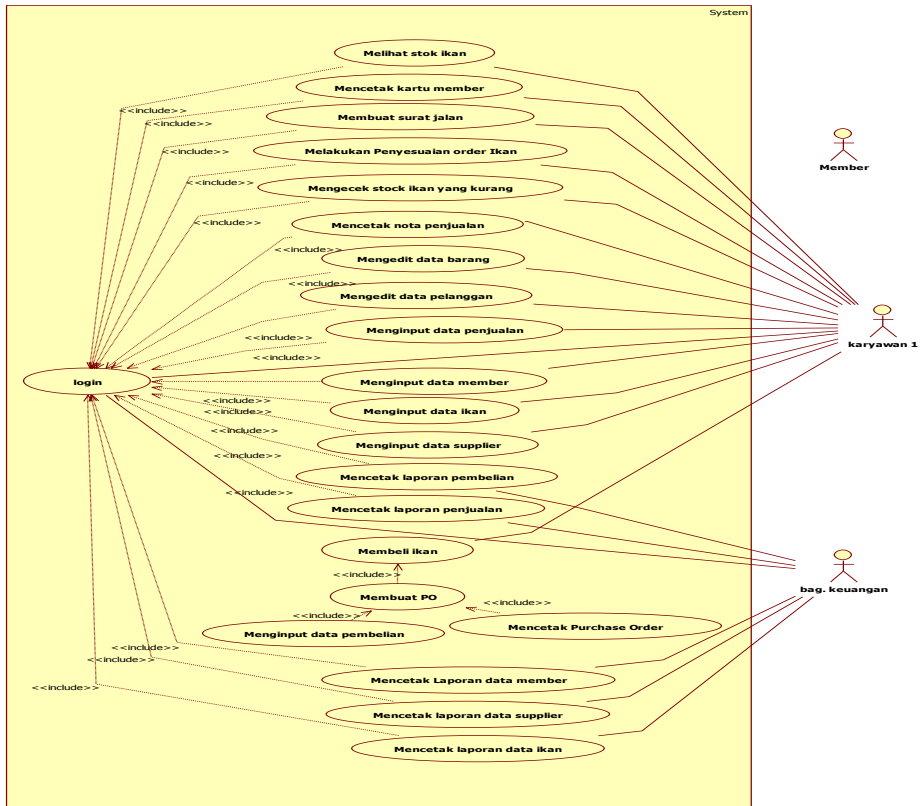 System
Melihat stok ikan
Mencetak kartu member
<<include>>
Membuat surat jalan
<<include>>
Melakukan Penyesuaian order Ikan
<<include>>
Member
Mengecek stock ikan yang kurang
<<include>>
Mencetak nota penjualan
<<include>>
Mengedit data barang
<<include>>
Mengedit data pelanggan
<<include>>
Menginput data penjualan
karyawan 1
<<include>>
login
Menginput data member
<<include>>
Menginput data ikan
<<include>>
<<include>>
Menginput data supplier
<<include>>
Mencetak laporan pembelian
<<include>>
Mencetak laporan penjualan
Membeli ikan
<<include>>
bag. keuangan
Membuat PO
<<include>>
<<include>>
Menginput data pembelian
Mencetak Purchase Order
<<include>>
<<include>>
Mencetak Laporan data member
<<include>>
Mencetak laporan data supplier
Mencetak laporan data ikan